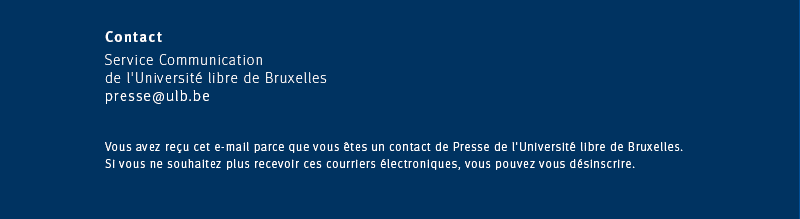 Contact
Service Communication
de l'Université libre de Bruxelles
presse@ulb.be
Vous avez reçu cet e-mail parce que vous êtes un contact de Presse de l'Université libre de Bruxelles.
Si vous ne souhaitez plus recevoir ces courriers électroniques, vous pouvez vous désinscrire.